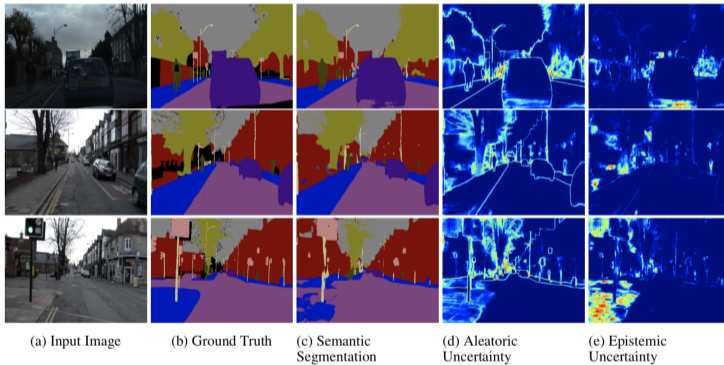 (a) Input Image
(b) Ground Truth
(c) Semantic
Segmentation
(d) Aleatoric
Uncertainty
(e) Epistemic
Uncertainty